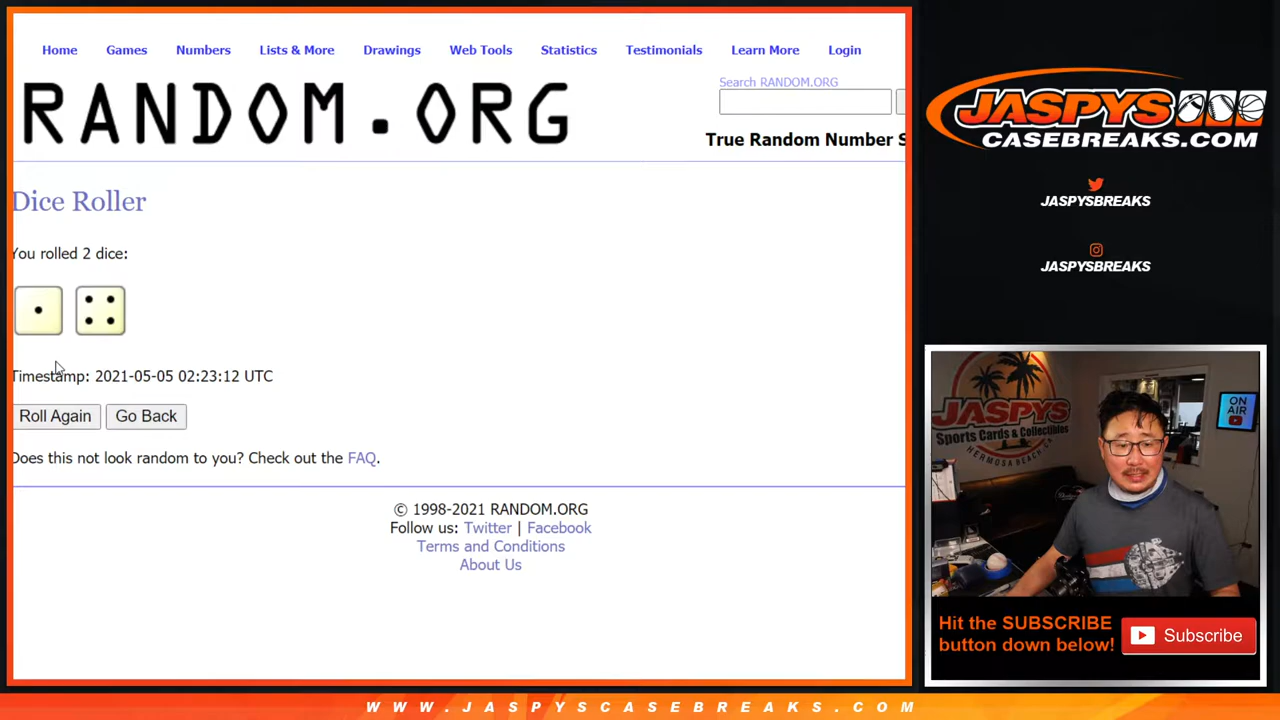 Home Games Numbers Lists & More Drawings Web Tools Statistics Testimonials Learn More Login
RANDOM.ORG
Search RANDOM.ORG
True Random Number S
Dice Roller
You rolled 2 dice:
Timestamp: 2021-05-05 02:23:12 UTC
Roll Again Go Back
Does this not look random to you? Check out the FAQ.
© 1998-2021 RANDOM.ORG
Follow us: Twitter | Facebook
Terms and Conditions
About Us
JASPYS
CASEBREAKS.COM
JASPYSBREAKS
JASPYSBREAKS
JASPYS
Sports Cards & Collectibles
HERMOSA BEACH
ON
AIR
Hit the SUBSCRIBE
button down below!
Subscribe
WWW.JASPYSCASEBREAKS.COM